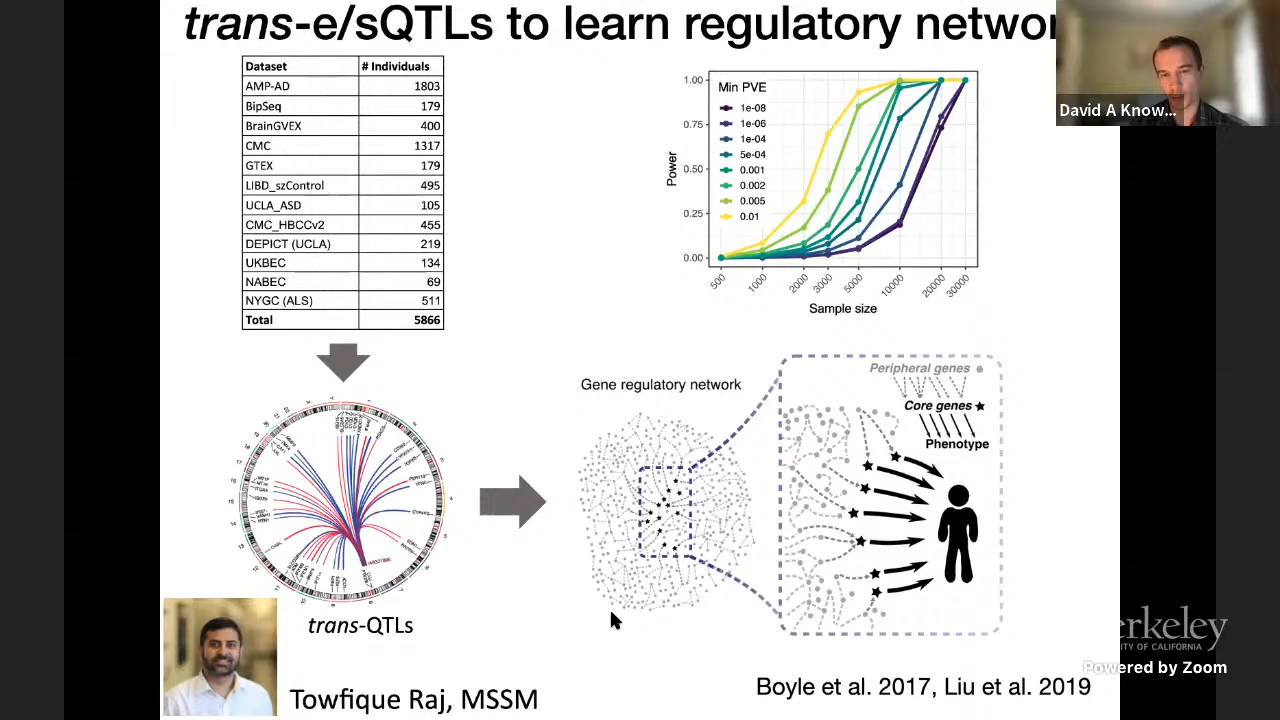 trans-e/sQTLs to learn regulatory networ
David A Know...
Dataset # Individuals
AMP-AD 1803
BipSeq 179
BrainGVEX 400
CMC 1317
GTEX 179
LIBD_szControl 495
UCLA_ASD 105
CMC_HBCCv2 455
DEPICT (UCLA) 219
UKBEC 134
NABEC 69
NYGC (ALS) 511
Total 5866
Min PVE
1e-08
1e-06
1e-04
5e-04
0.001
0.002
0.005
0.01
Power
1.00
0.75
0.50
0.25
0.00
500 1000 2000 3000 5000 10000 20000 30000
Sample size
trans-QTLs
Gene regulatory network
Peripheral genes
Core genes
Phenotype
Towfique Raj, MSSM
Boyle et al. 2017, Liu et al. 2019
erkeley
ITY OF CALIFORNIA
Powered by Zoom